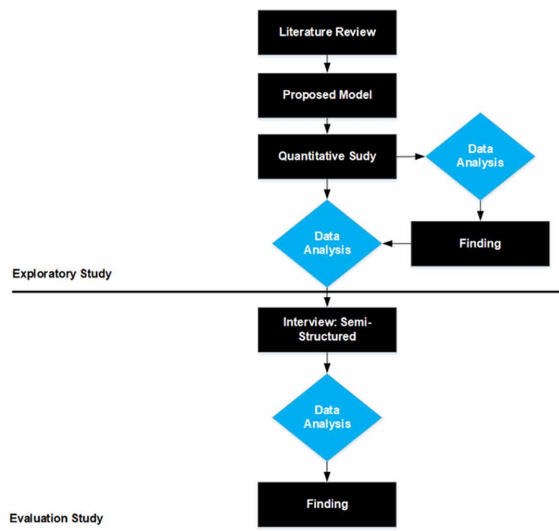 Literature Review
Proposed Model
Quantitative Sudy
Data
Analysis
Finding
Data
Analysis
Exploratory Study
Interview: Semi-
Structured
Data
Analysis
Finding
Evaluation Study